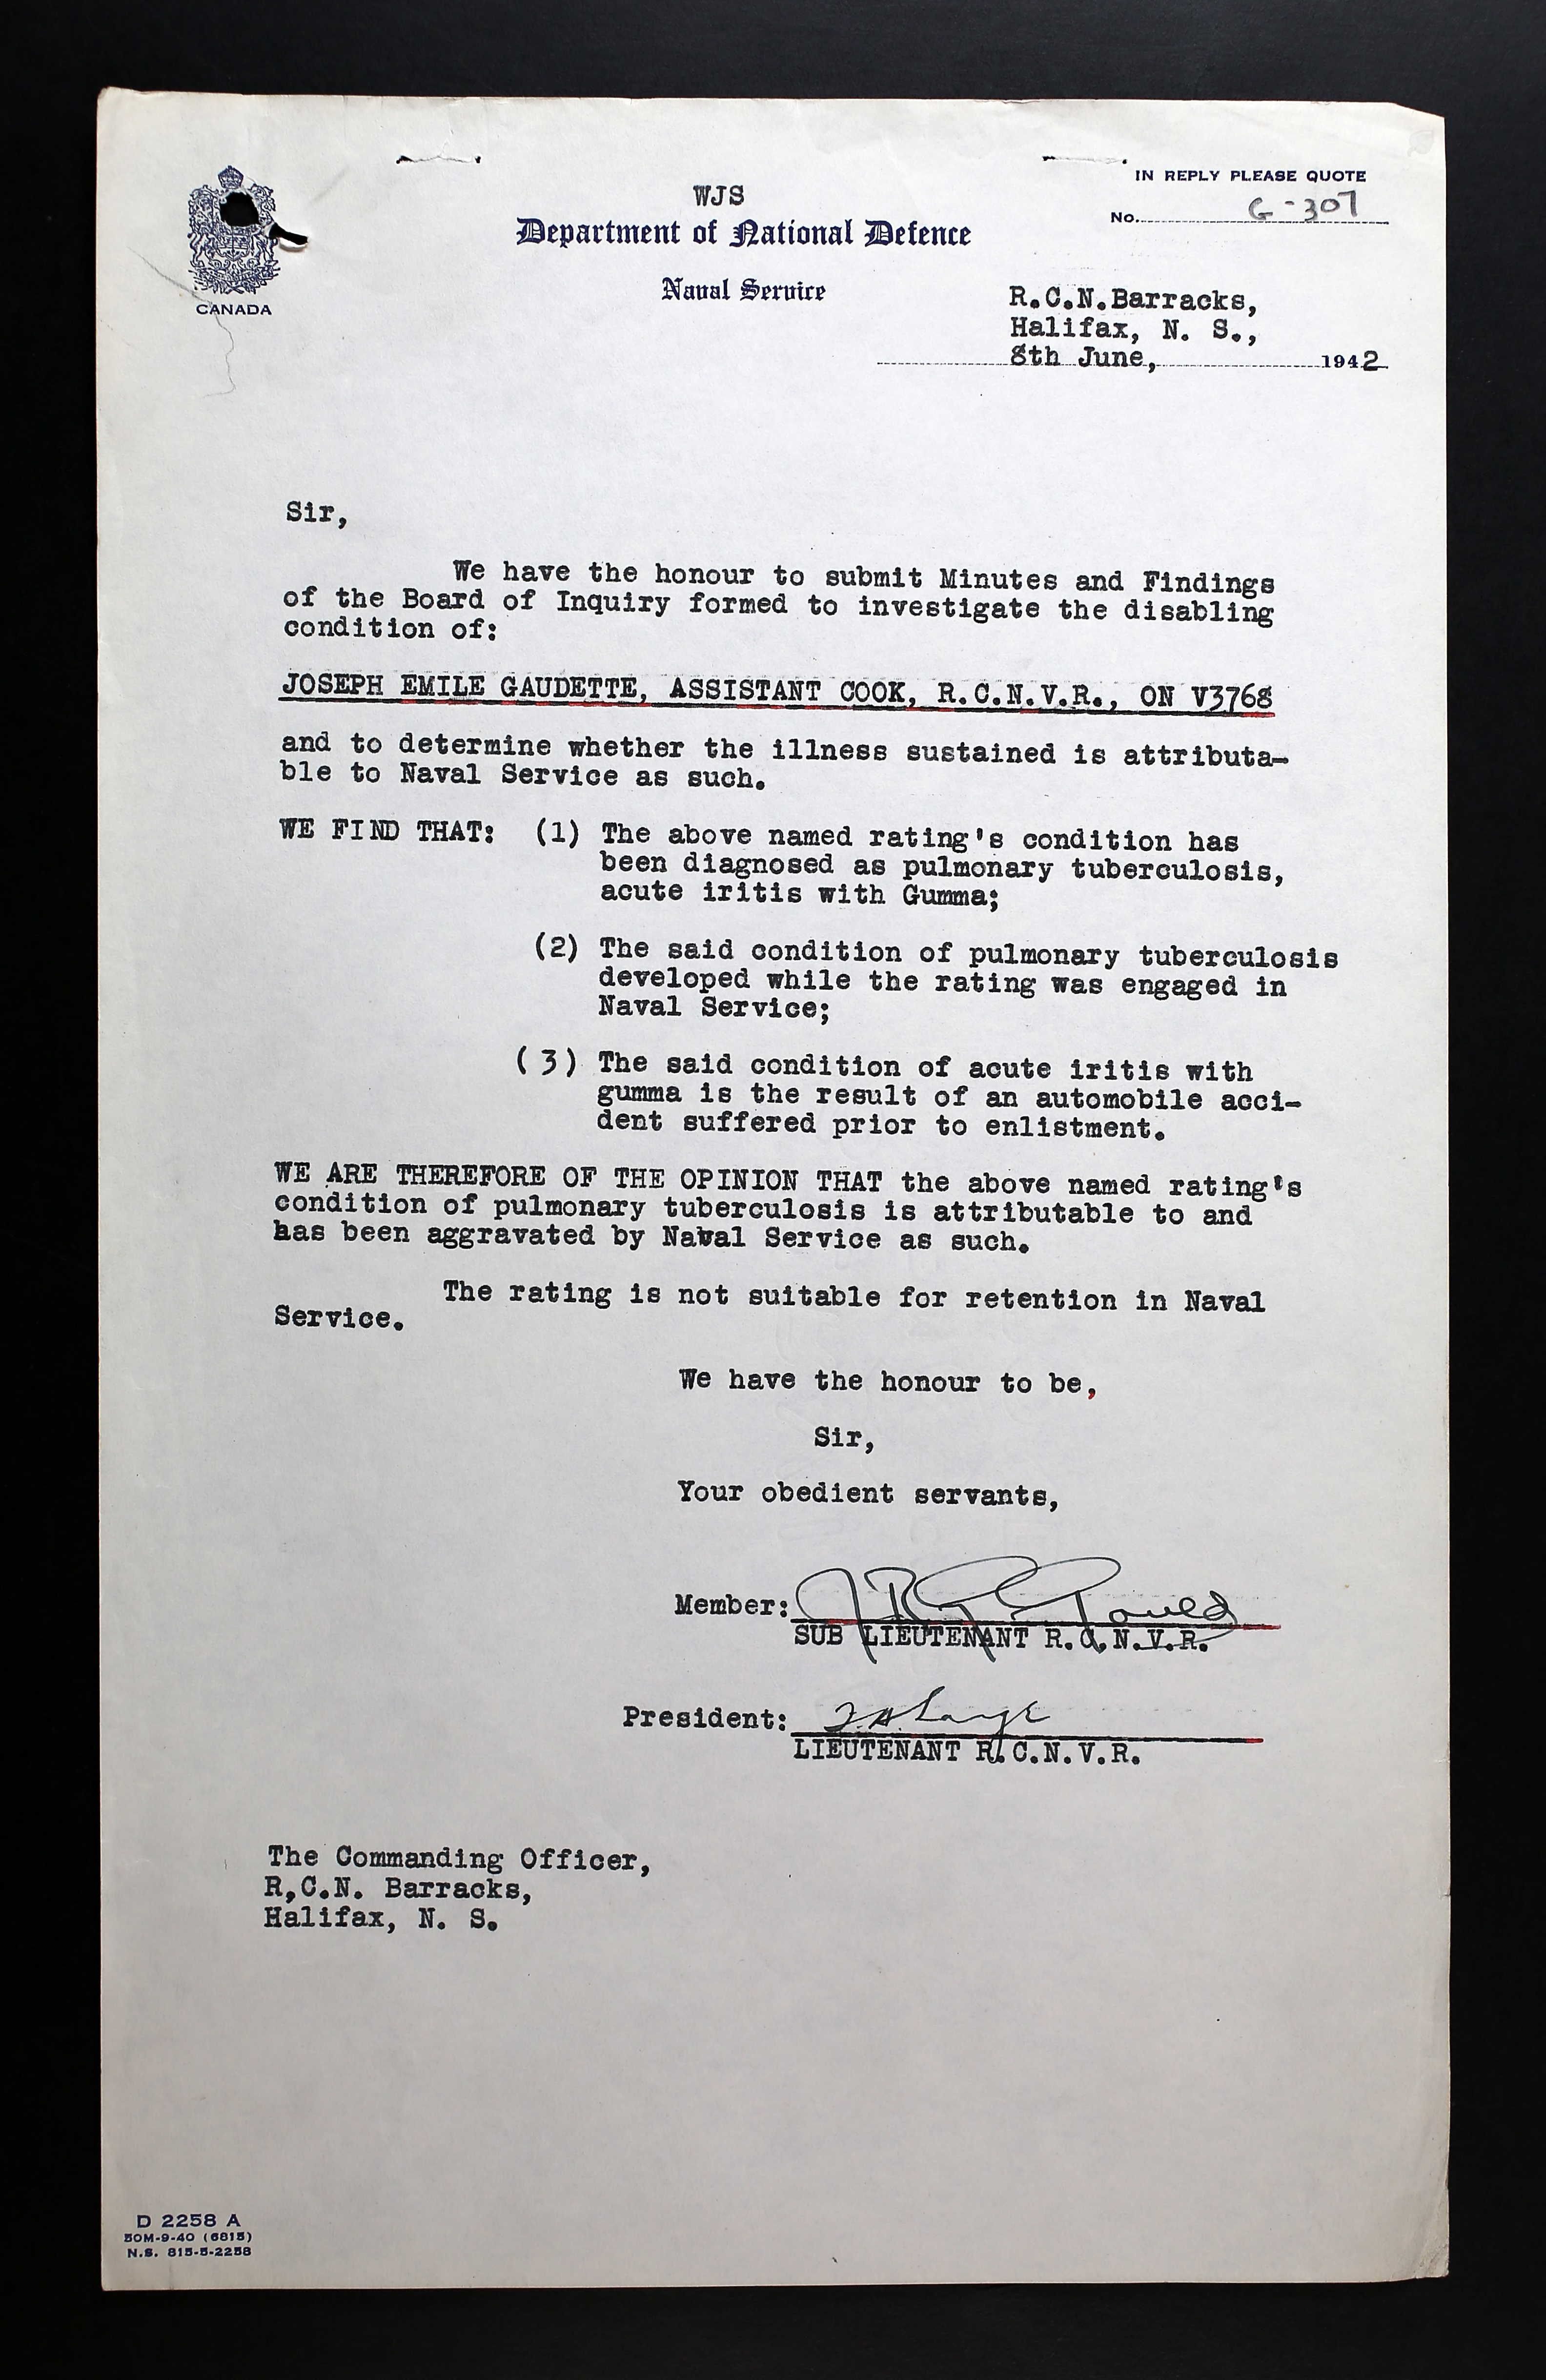 IN REPLY PLEASE QUOTE
No. G-307
WJS
Department of National Defence
Naval Service
CANADA
R.C.N.Barracks,
Halifax, N. S.,
8th June, 1942
Sir,
We have the honour to submit Minutes and Findings
of the Board of Inquiry formed to investigate the disabling
condition of:
JOSEPH EMILE GAUDETTE, ASSISTANT COOK, R.C.N.V.R., ON V3768
and to determine whether the illness sustained is attributa-
ble to Naval Service as such.
WE FIND THAT: (1) The above named rating's condition has
been diagnosed as pulmonary tuberculosis,
acute iritis with Gumma;
(2) The said condition of pulmonary tuberculosis
developed while the rating was engaged in
Naval Service;
(3) The said condition of acute iritis with
gumma is the result of an automobile acci-
dent suffered prior to enlistment.
WE ARE THEREFORE OF THE OPINION THAT the above named rating's
condition of pulmonary tuberculosis is attributable to and
has been aggravated by Naval Service as such.
The rating is not suitable for retention in Naval
Service.
We have the honour to be,
Sir,
Your obedient servants,
Member:
SUB LIEUTENANT R.C.N.V.R.
President:
LIEUTENANT R.C.N.V.R.
The Commanding Officer,
R,C.N. Barracks,
Halifax, N. S.
D 2258 A
50M-9-40 (6815)
N.S. 815-5-2258